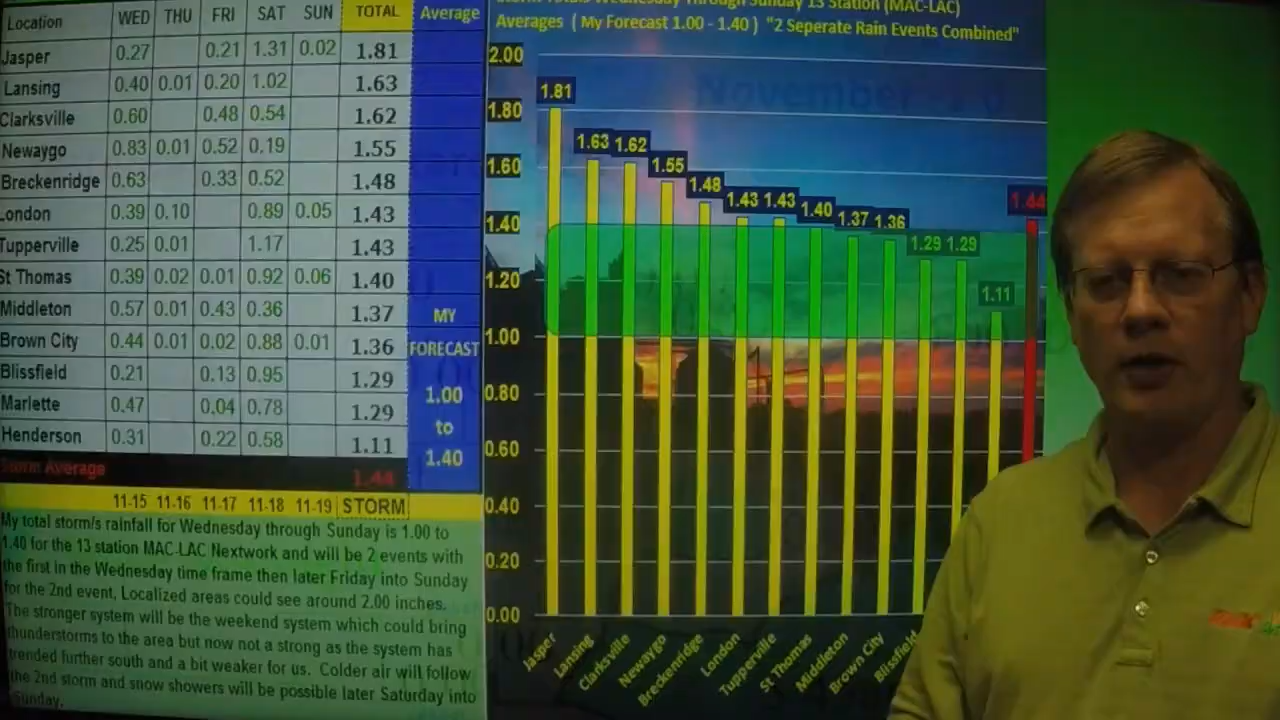 Location WED THU FRI SAT SUN TOTAL Average
Jasper 0.27 0.21 1.31 0.02 1.81
Lansing 0.40 0.01 0.20 1.02 1.63
Clarksville 0.60 0.48 0.54 1.62
Newaygo 0.83 0.01 0.52 0.19 1.55
Breckenridge 0.63 0.33 0.52 1.48
London 0.39 0.10 0.89 0.05 1.43
Tupperville 0.25 0.01 1.17 1.43
St Thomas 0.39 0.02 0.01 0.92 0.06 1.40
Middleton 0.57 0.01 0.43 0.36 1.37
Brown City 0.44 0.01 0.02 0.88 0.01 1.36
Blissfield 0.21 0.13 0.95 1.29
Marlette 0.47 0.04 0.78 1.29
Henderson 0.31 0.22 0.58 1.11
Storm Average 1.44
11-15 11-16 11-17 11-18 11-19 STORM
MY
FORECAST
1.00
to
1.40
My total storm/s rainfall for Wednesday through Sunday is 1.00 to
1.40 for the 13 station MAC-LAC Nextwork and will be 2 events with
the first in the Wednesday time frame then later Friday into Sunday
for the 2nd event. Localized areas could see around 2.00 inches.
The stronger system will be the weekend system which could bring
thunderstorms to the area but now not a strong as the system has
trended further south and a bit weaker for us. Colder air will follow
the 2nd storm and snow showers will be possible later Saturday into
Sunday.
Storm Totals Wednesday Through Sunday 13 Station (MAC-LAC)
Averages ( My Forecast 1.00 - 1.40 ) "2 Seperate Rain Events Combined"
November
2.00
1.80
1.60
1.40
1.20
1.00
0.80
0.60
0.40
0.20
0.00
1.81 1.63 1.62 1.55 1.48 1.43 1.43 1.40 1.37 1.36 1.29 1.29 1.11 1.44
Jasper
Lansing
Clarksville
Newaygo
Breckenridge
London
Tupperville
St Thomas
Middleton
Brown City
Blissfield